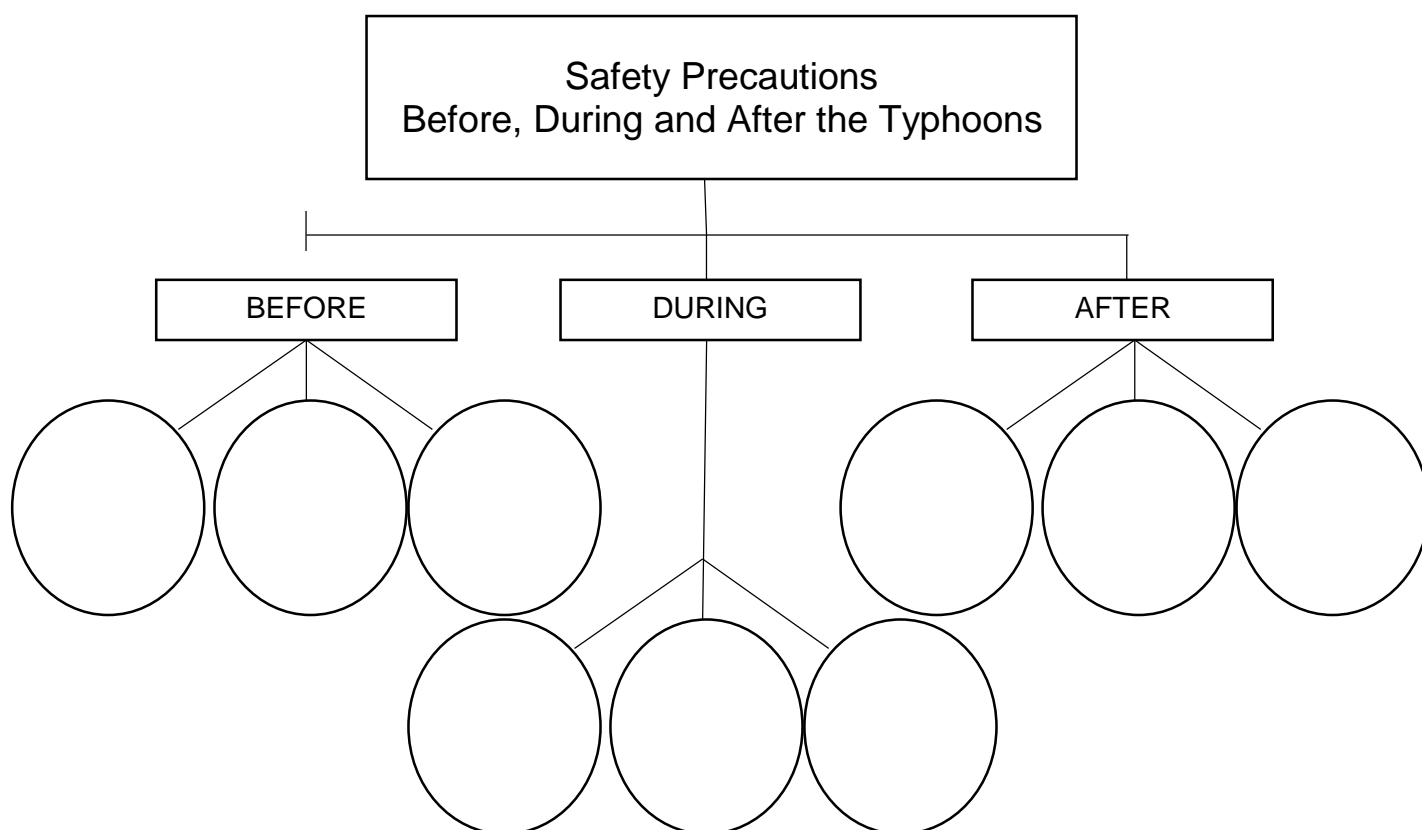 Safety Precautions
Before, During and After the Typhoons
BEFORE
DURING
AFTER